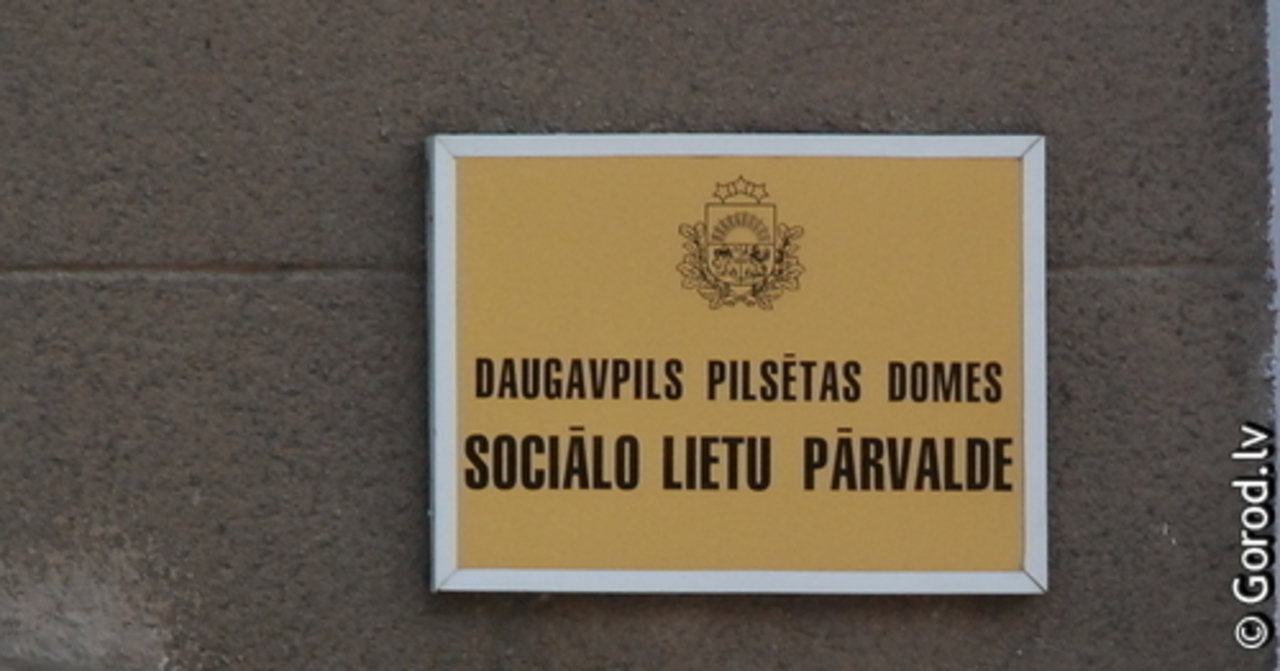 DAUGAVPILS PILSĒTAS DOMES
SOCIĀLO LIETU PĀRVALDE
© Gorod.lv